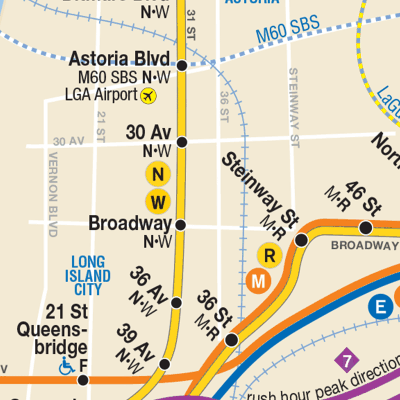 ASTORIA
31 ST
M60 SBS
Astoria Blvd
M60 SBS N•W
LGA Airport
21 ST
36 ST
STEINWAY ST
LaGu
30 AV
30 Av
N•W
VERNON BLVD
N
W
Steinway St
M•R
46 St
M•R
Nort
Broadway
N•W
BROADWAY
R
M
LONG
ISLAND
CITY
36 Av
N•W
36 St
M•R
E
21 St
Queens-
bridge
F
39 Av
N•W
7
rush hour peak direction